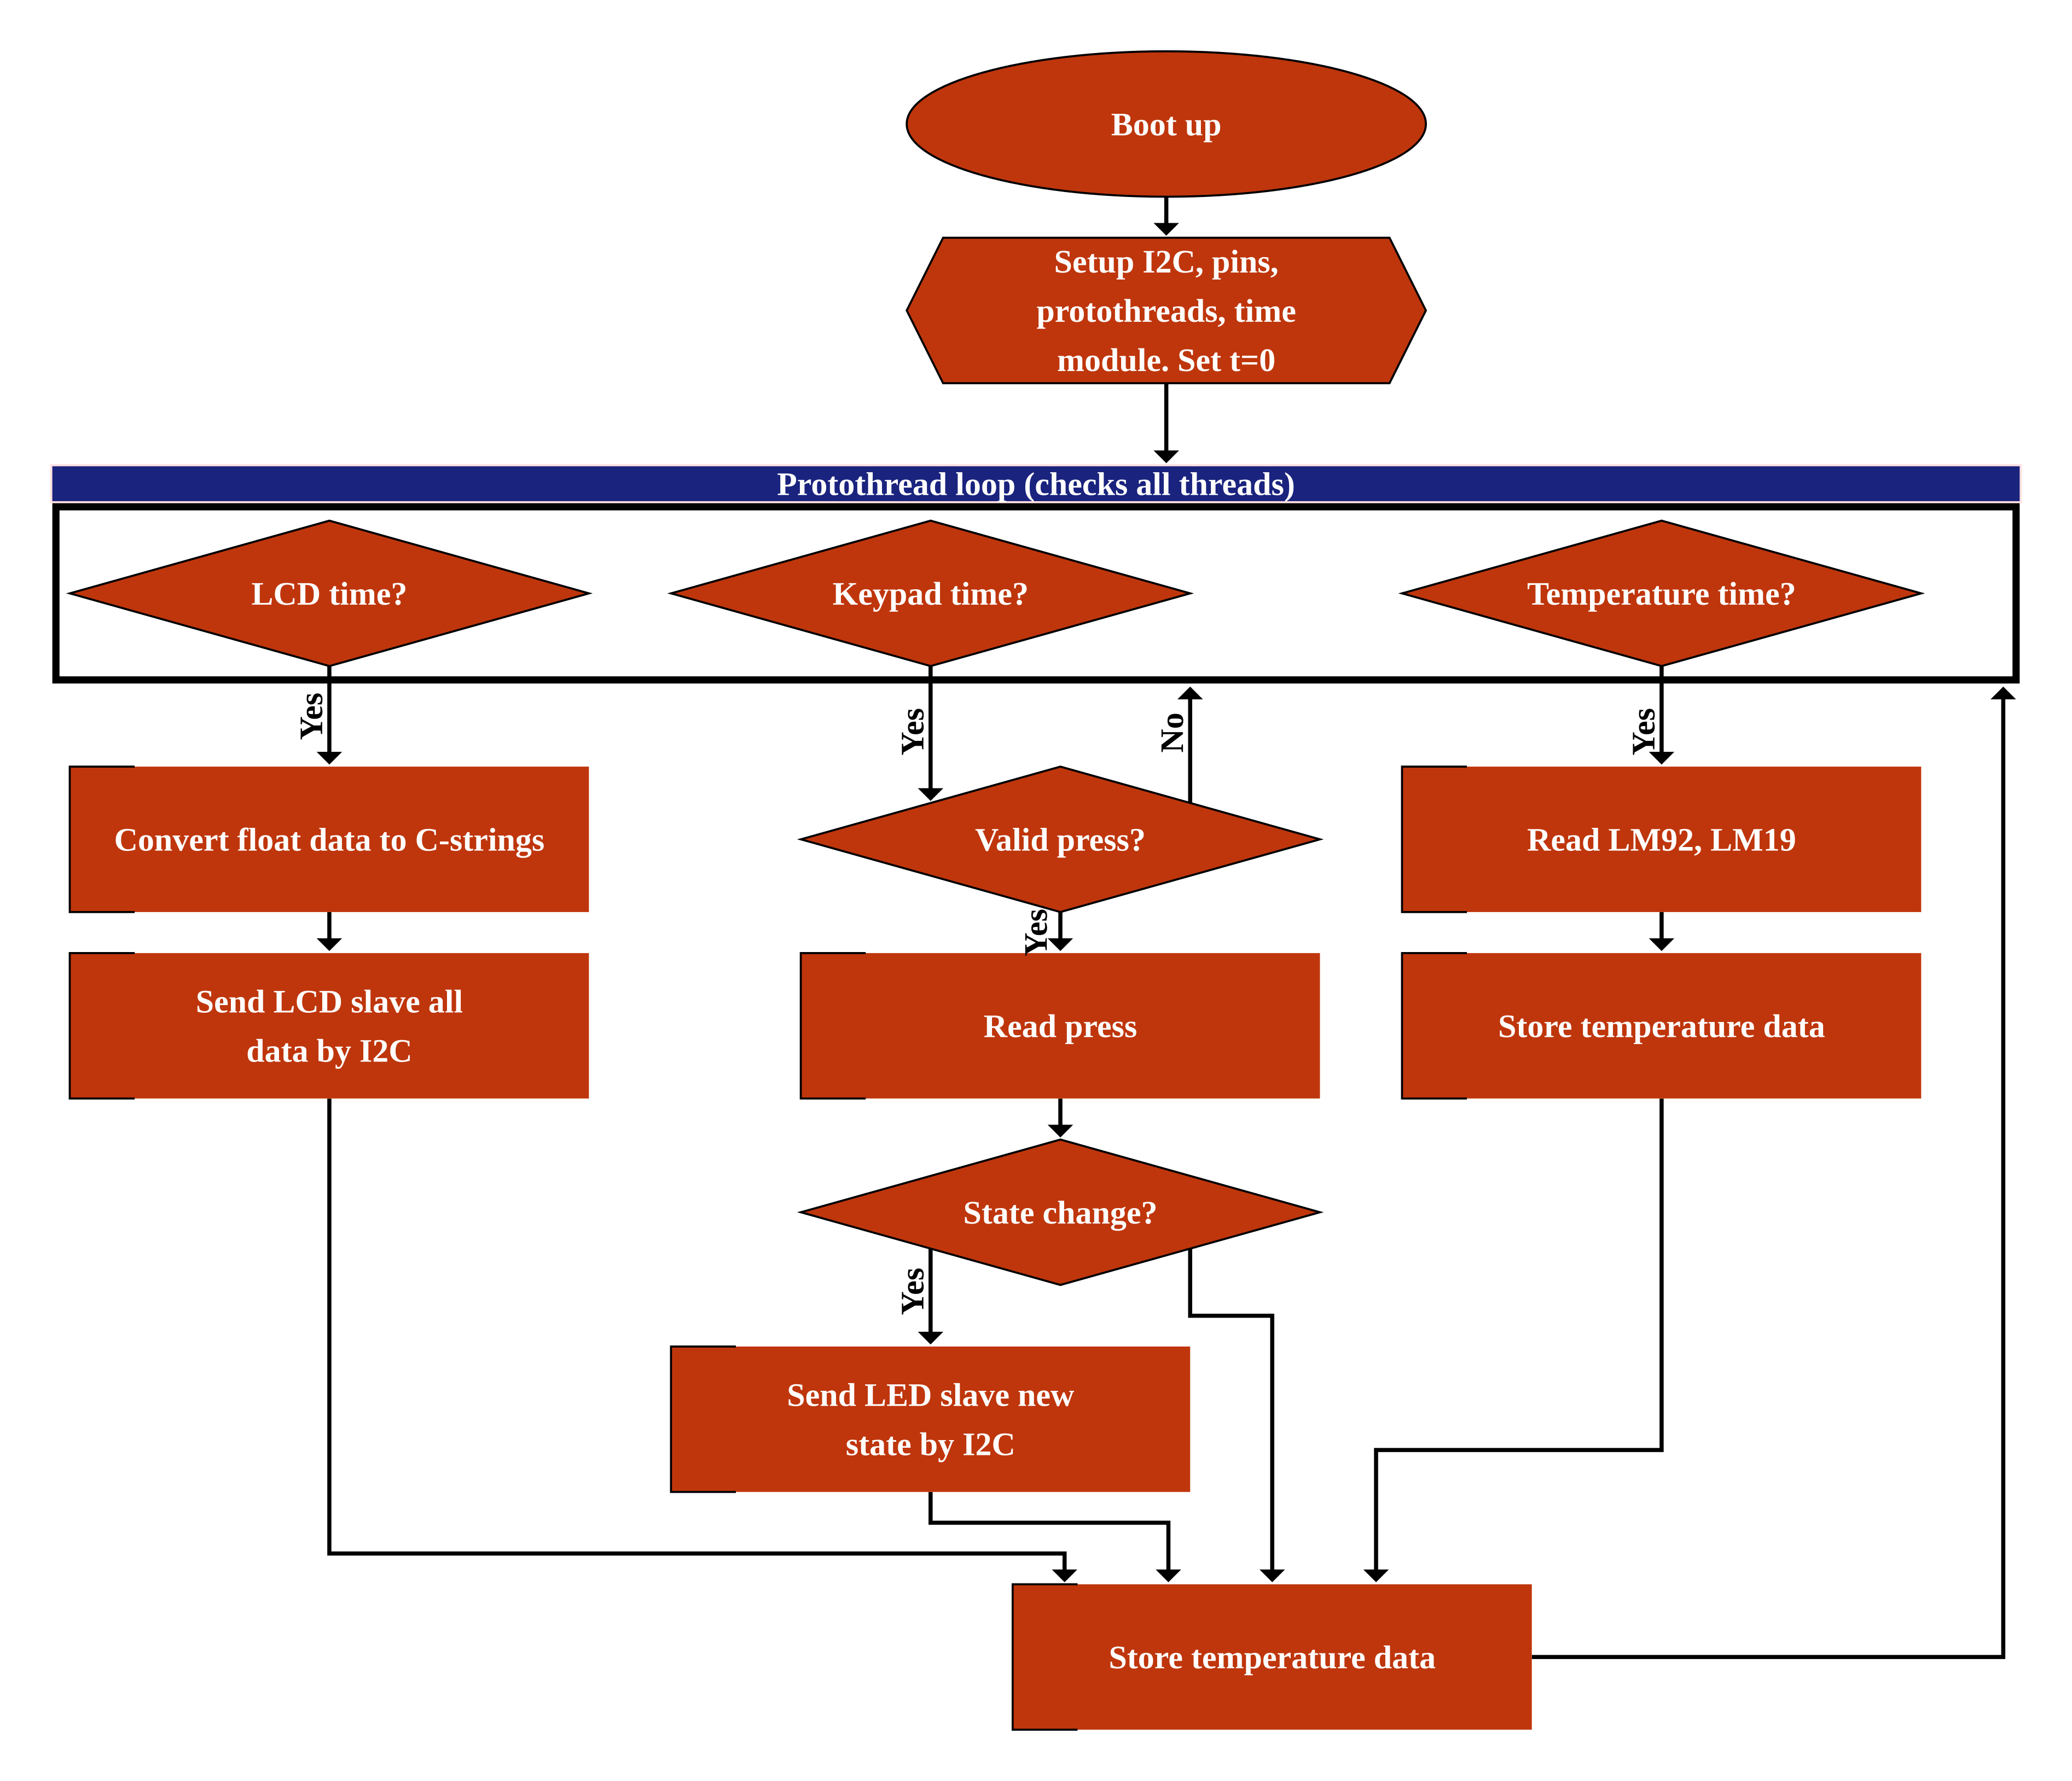 Boot up
Setup I2C, pins,
protothreads, time
module. Set t=0
Protothread loop (checks all threads)
LCD time?
Keypad time?
Temperature time?
Yes
Yes
No
Yes
Convert float data to C-strings
Valid press?
Read LM92, LM19
Yes
Send LCD slave all
data by I2C
Read press
Store temperature data
State change?
Yes
Send LED slave new
state by I2C
Store temperature data